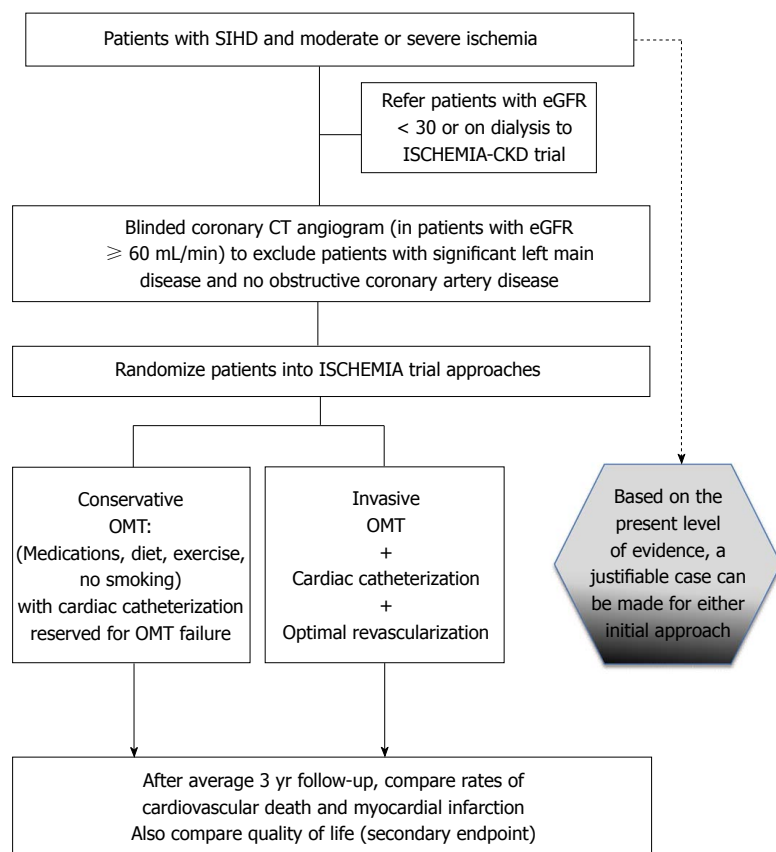 Patients with SIHD and moderate or severe ischemia
Refer patients with eGFR
< 30 or on dialysis to
ISCHEMIA-CKD trial
Blinded coronary CT angiogram (in patients with eGFR
≥ 60 mL/min) to exclude patients with significant left main
disease and no obstructive coronary artery disease
Randomize patients into ISCHEMIA trial approaches
Conservative
OMT:
(Medications, diet, exercise,
no smoking)
with cardiac catheterization
reserved for OMT failure
Invasive
OMT
+
Cardiac catheterization
+
Optimal revascularization
Based on the
present level
of evidence, a
justifiable case can
be made for either
initial approach
After average 3 yr follow-up, compare rates of
cardiovascular death and myocardial infarction
Also compare quality of life (secondary endpoint)